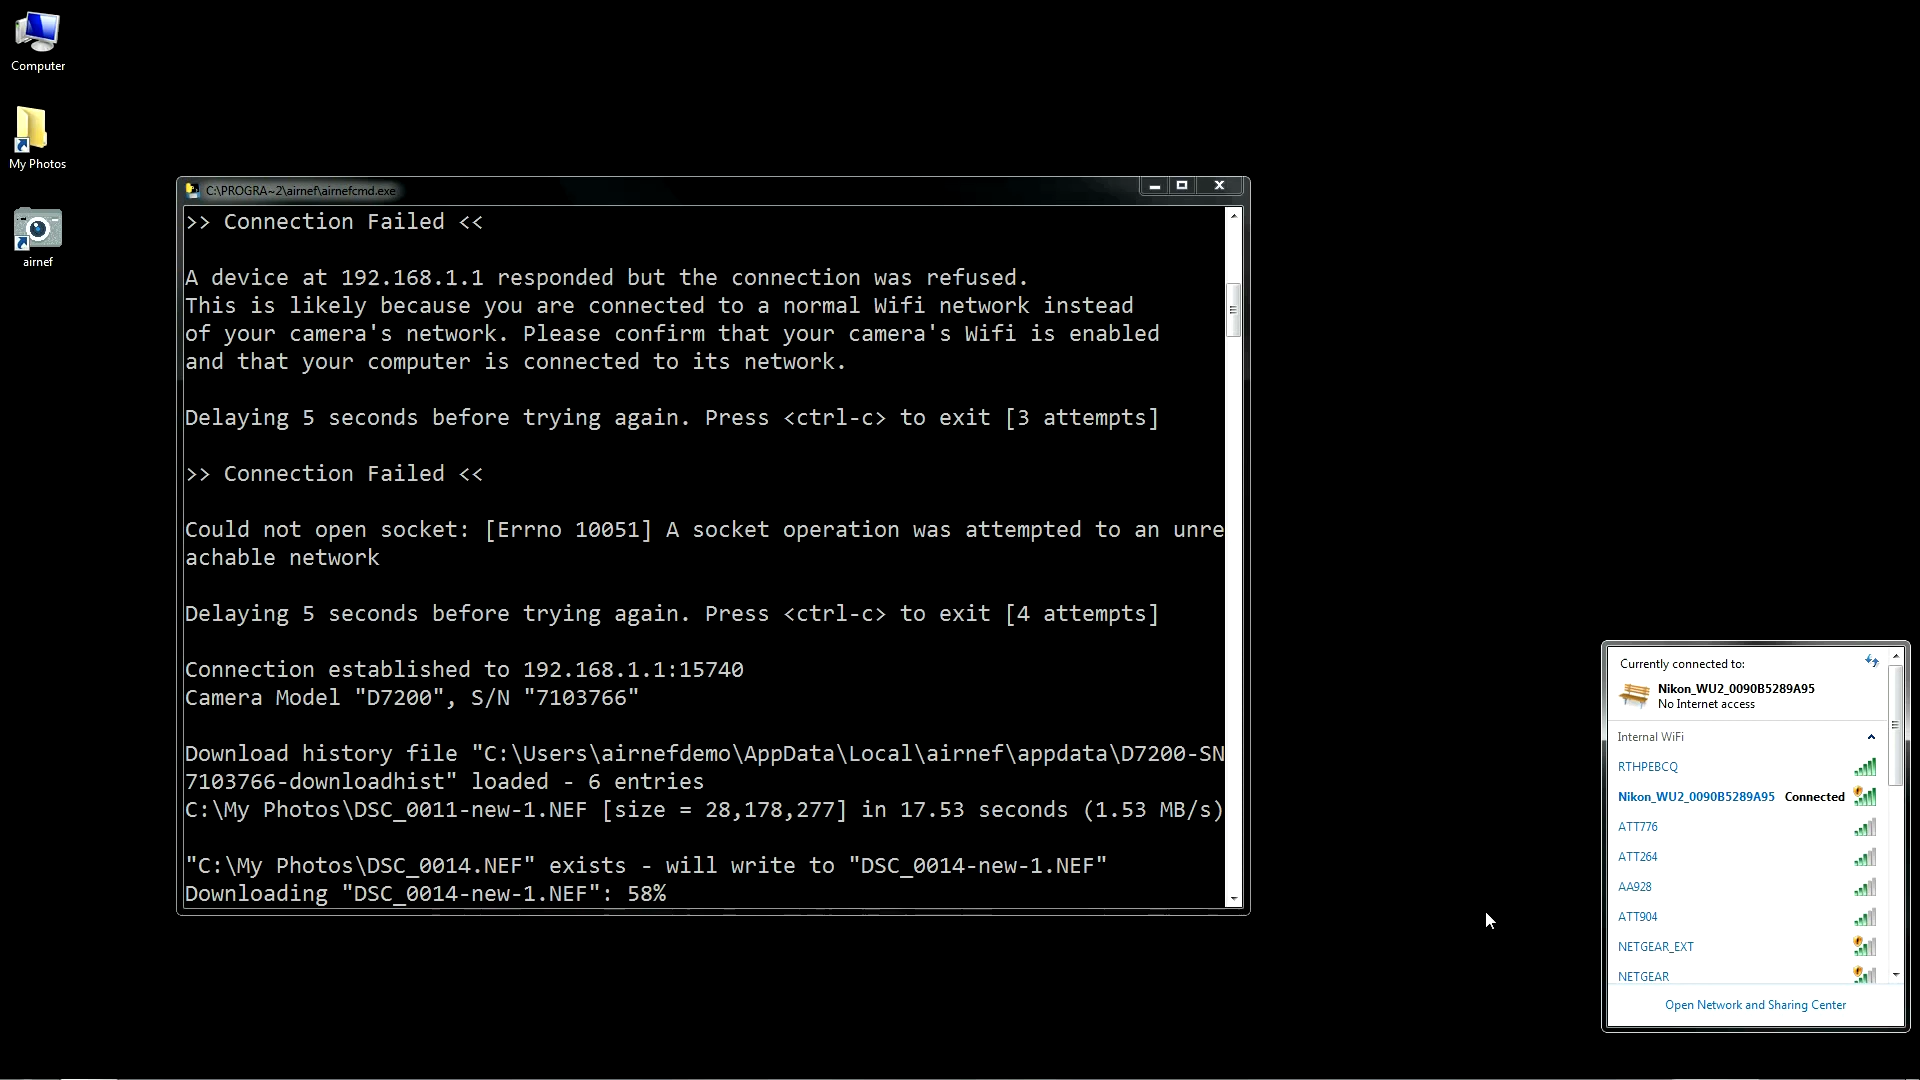 Computer
My Photos
airnef
C:\PROGRA~2\airnef\airnefcmd.exe
>> Connection Failed <<
A device at 192.168.1.1 responded but the connection was refused.
This is likely because you are connected to a normal Wifi network instead
of your camera's network. Please confirm that your camera's Wifi is enabled
and that your computer is connected to its network.
Delaying 5 seconds before trying again. Press <ctrl-c> to exit [3 attempts]
>> Connection Failed <<
Could not open socket: [Errno 10051] A socket operation was attempted to an unre
achable network
Delaying 5 seconds before trying again. Press <ctrl-c> to exit [4 attempts]
Connection established to 192.168.1.1:15740
Camera Model "D7200", S/N "7103766"
Download history file "C:\Users\airnefdemo\AppData\Local\airnef\appdata\D7200-SN
7103766-downloadhist" loaded - 6 entries
C:\My Photos\DSC_0011-new-1.NEF [size = 28,178,277] in 17.53 seconds (1.53 MB/s)
"C:\My Photos\DSC_0014.NEF" exists - will write to "DSC_0014-new-1.NEF"
Downloading "DSC_0014-new-1.NEF": 58%
Currently connected to:
Nikon_WU2_0090B5289A95
No Internet access
Internal WiFi
RTHPEBCQ
Nikon_WU2_0090B5289A95 Connected
ATT776
ATT264
AA928
ATT904
NETGEAR_EXT
NETGEAR
Open Network and Sharing Center